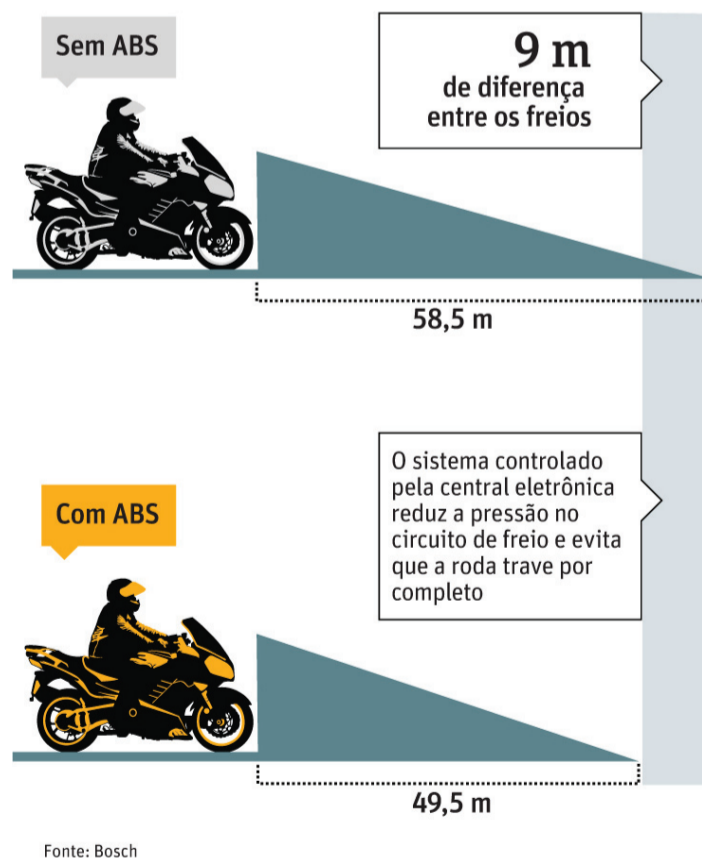 Sem ABS
9 m
de diferença
entre os freios
58,5 m
O sistema controlado
pela central eletrônica
reduz a pressão no
circuito de freio e evita
que a roda trave por
completo
Com ABS
49,5 m
Fonte: Bosch